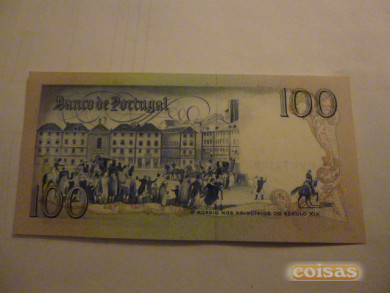 Banco de Portugal
100
100
O ROSSIO NOS PRINCÍPIOS DO SÉCULO XIX
coisas